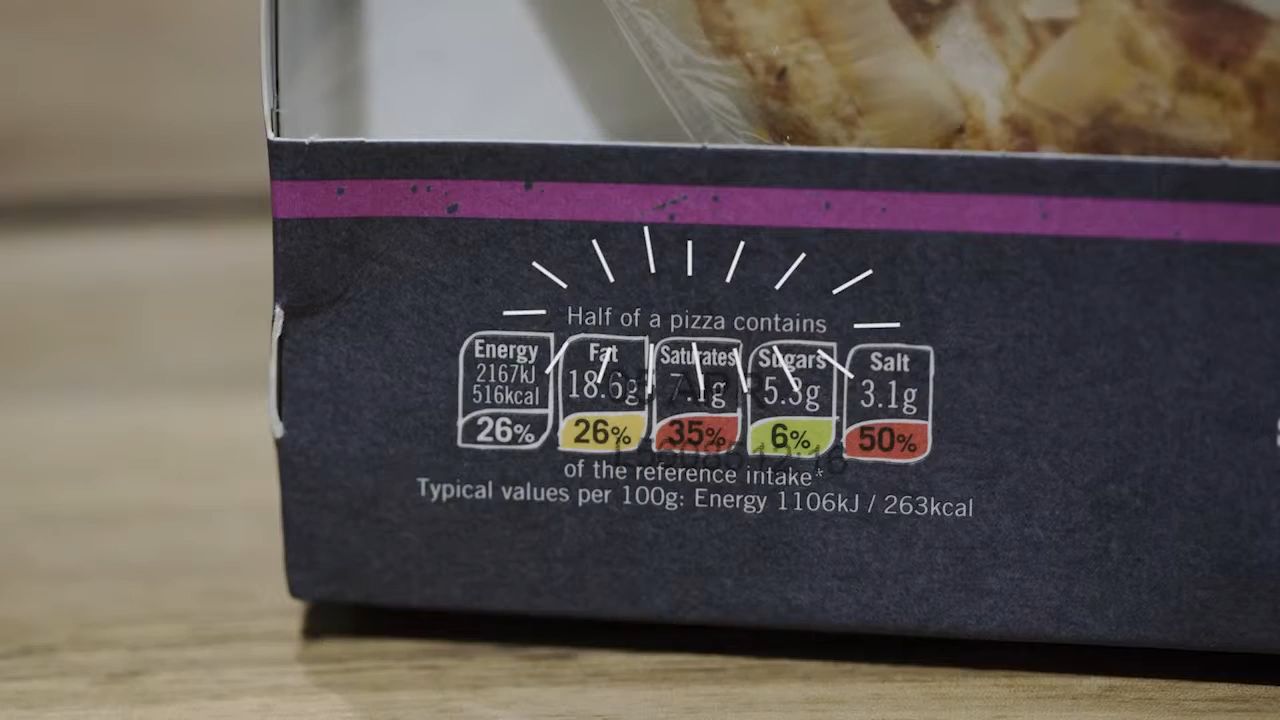 Half of a pizza contains
Energy Fat Saturates Sugars Salt
2167kJ 18.6g 7.1g 5.3g 3.1g
516kcal
26% 26% 35% 6% 50%
of the reference intake*
Typical values per 100g: Energy 1106kJ / 263kcal